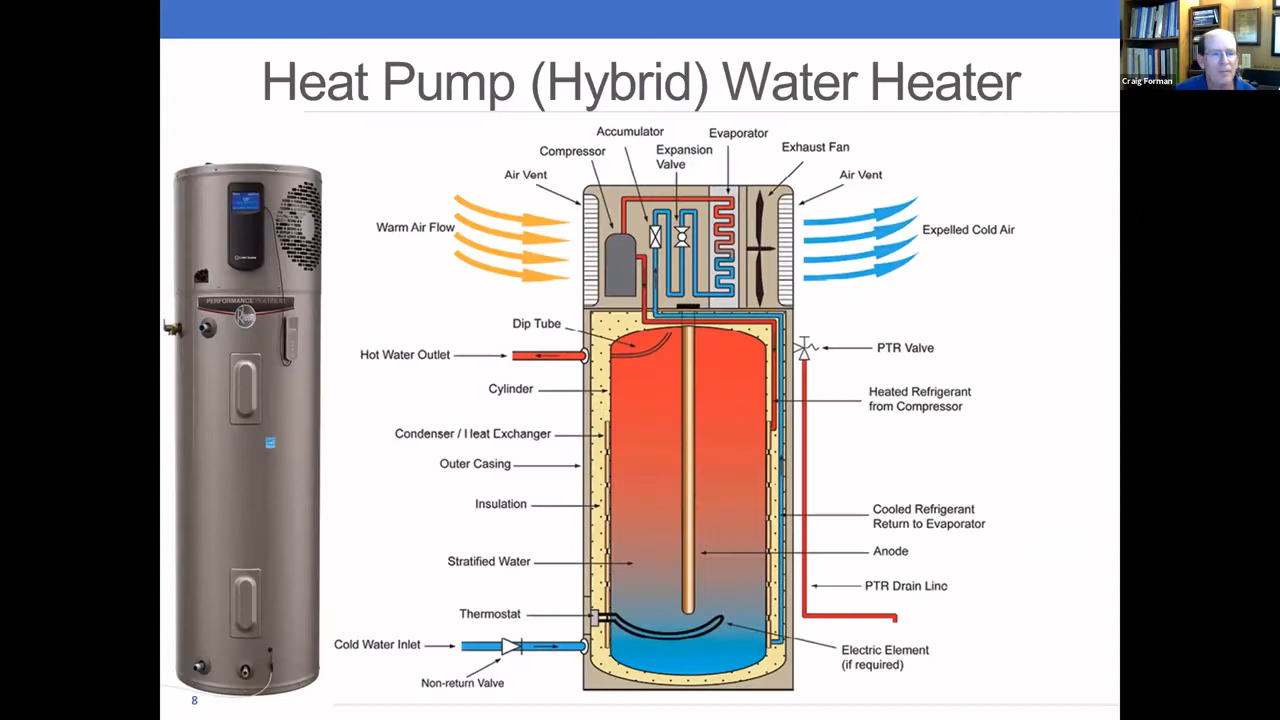 Heat Pump (Hybrid) Water Heater
Craig Forman
Accumulator
Evaporator
Compressor
Expansion
Valve
Exhaust Fan
Air Vent
Air Vent
Warm Air Flow
Expelled Cold Air
PERFORMANCE PLATINUM
Rheem
Dip Tube
Hot Water Outlet
PTR Valve
Cylinder
Heated Refrigerant
from Compressor
Condenser / Heat Exchanger
Outer Casing
Insulation
Cooled Refrigerant
Return to Evaporator
Anode
Stratified Water
PTR Drain Line
Thermostat
Cold Water Inlet
Electric Element
(if required)
Non-return Valve
8